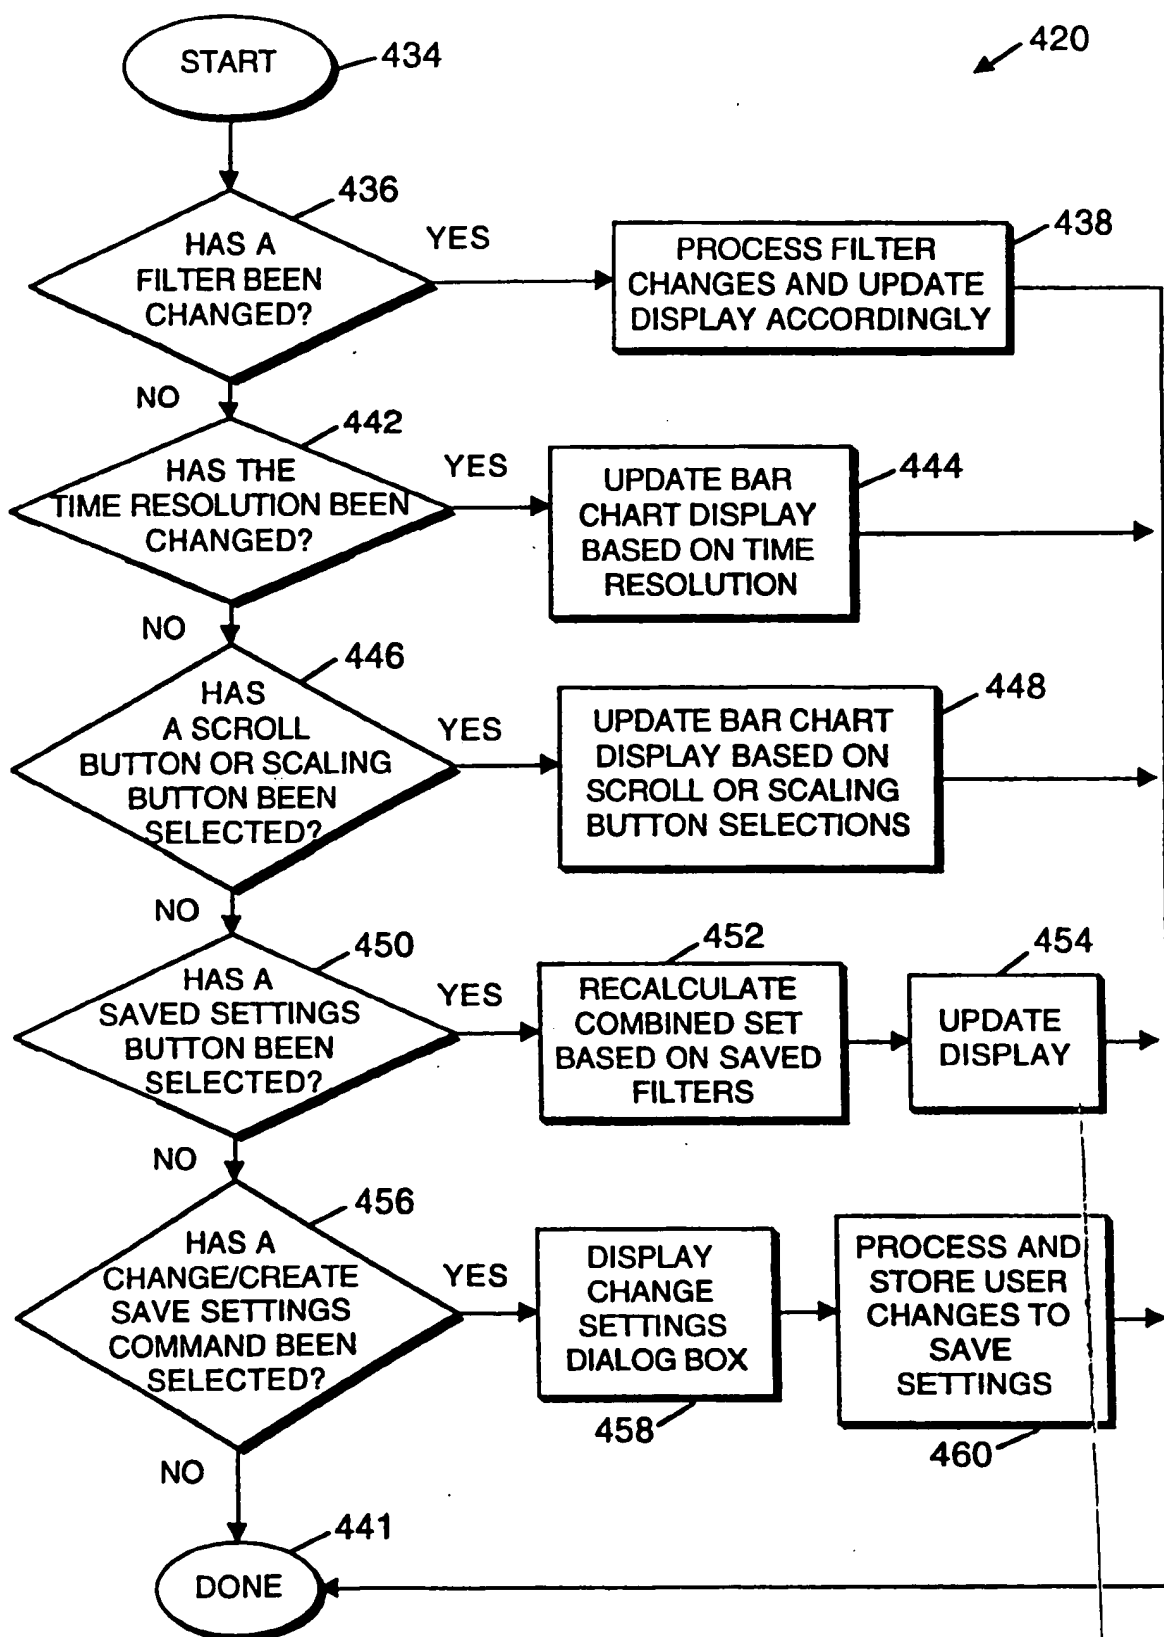 START
434
420
436
HAS A
FILTER BEEN
CHANGED?
YES
438
PROCESS FILTER
CHANGES AND UPDATE
DISPLAY ACCORDINGLY
NO
442
HAS THE
TIME RESOLUTION BEEN
CHANGED?
YES
444
UPDATE BAR
CHART DISPLAY
BASED ON TIME
RESOLUTION
NO
446
HAS
A SCROLL
BUTTON OR SCALING
BUTTON BEEN
SELECTED?
YES
448
UPDATE BAR CHART
DISPLAY BASED ON
SCROLL OR SCALING
BUTTON SELECTIONS
NO
450
HAS A
SAVED SETTINGS
BUTTON BEEN
SELECTED?
YES
452
RECALCULATE
COMBINED SET
BASED ON SAVED
FILTERS
454
UPDATE
DISPLAY
NO
456
HAS A
CHANGE/CREATE
SAVE SETTINGS
COMMAND BEEN
SELECTED?
YES
DISPLAY
CHANGE
SETTINGS
DIALOG BOX
458
PROCESS AND
STORE USER
CHANGES TO
SAVE
SETTINGS
460
NO
441
DONE